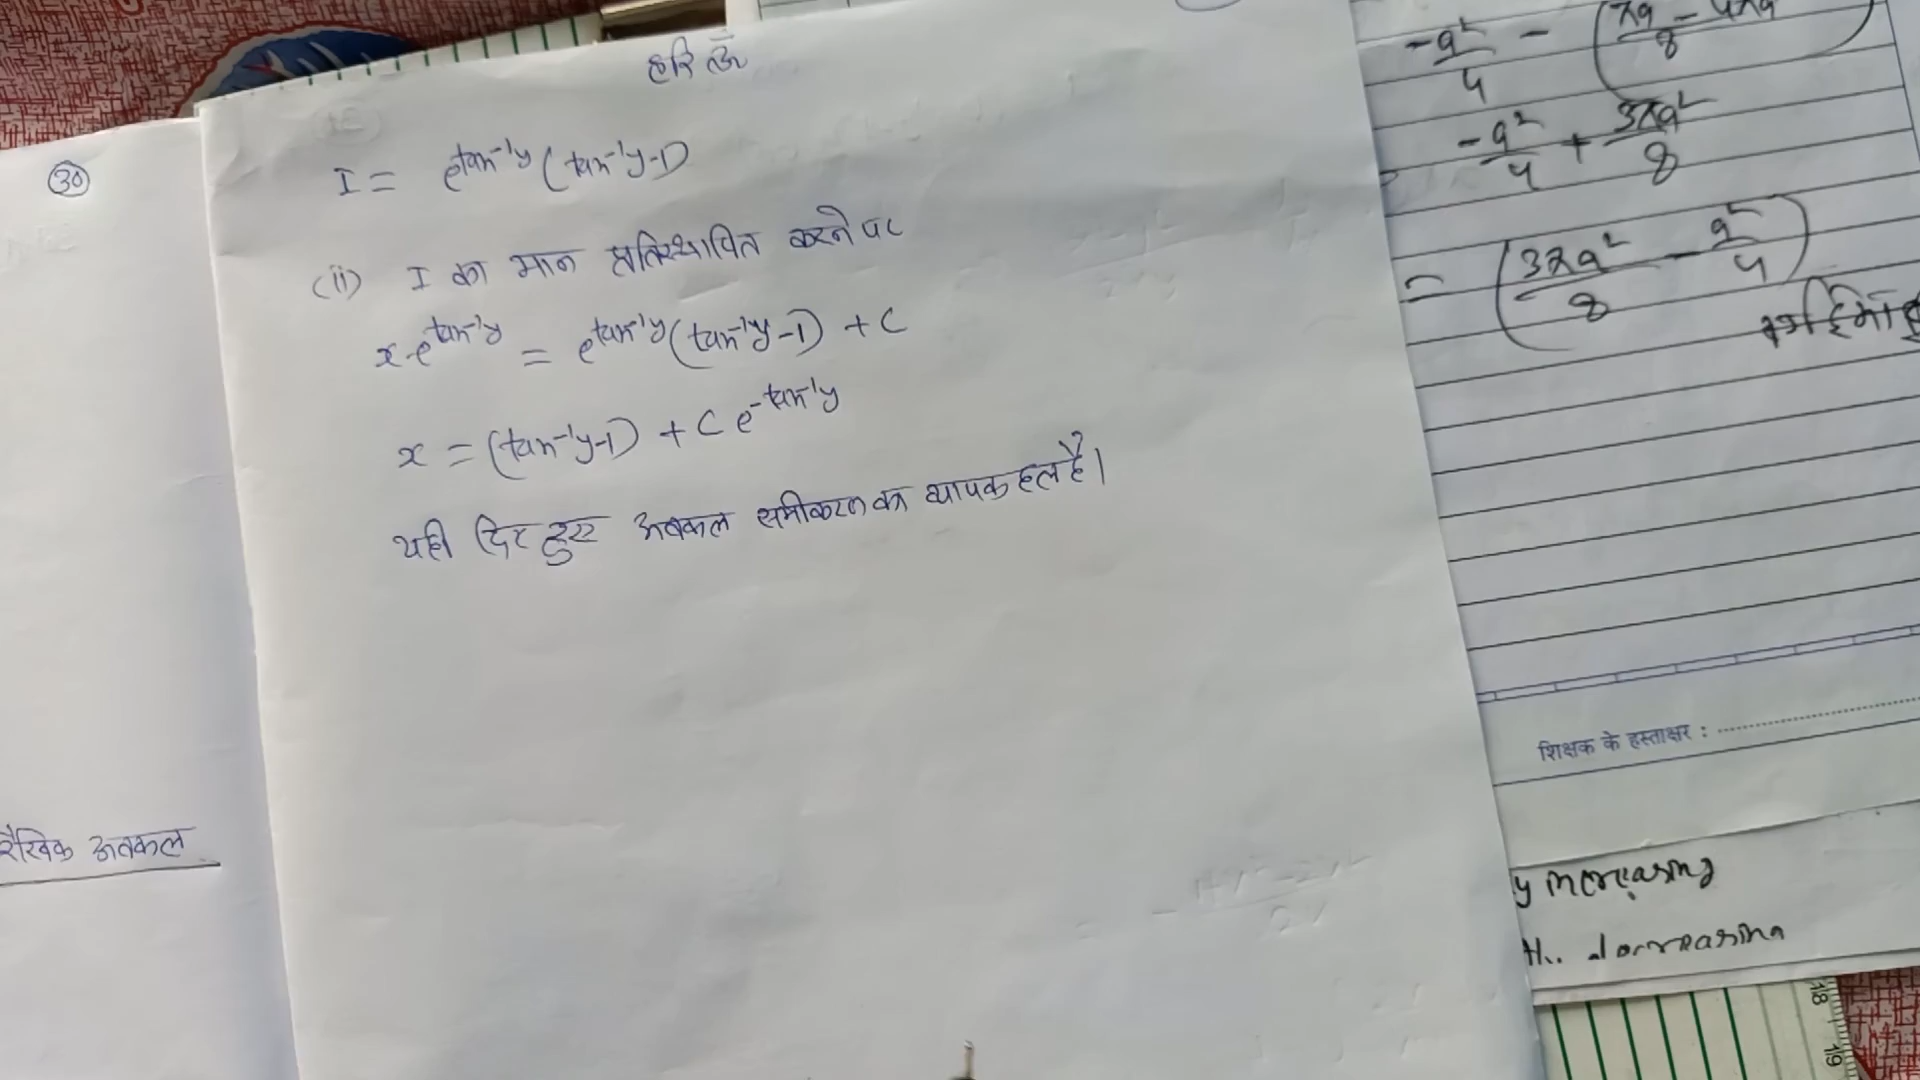 हरि ॐ
30
I = e^tan⁻¹y (tan⁻¹y-1)
(ii) I का मान प्रतिस्थापित करने पर
x.e^tan⁻¹y = e^tan⁻¹y (tan⁻¹y-1) + C
x = (tan⁻¹y-1) + C e^-tan⁻¹y
यही दिए हुए अवकल समीकरण का व्यापक हल है।
रैखिक अवकल
-a²/4 - (
-a²/4 + 3πa²/8
= (3πa²/8 - a²/4)
शिक्षक के हस्ताक्षर : ....................
y increasing
decreasing
18
19